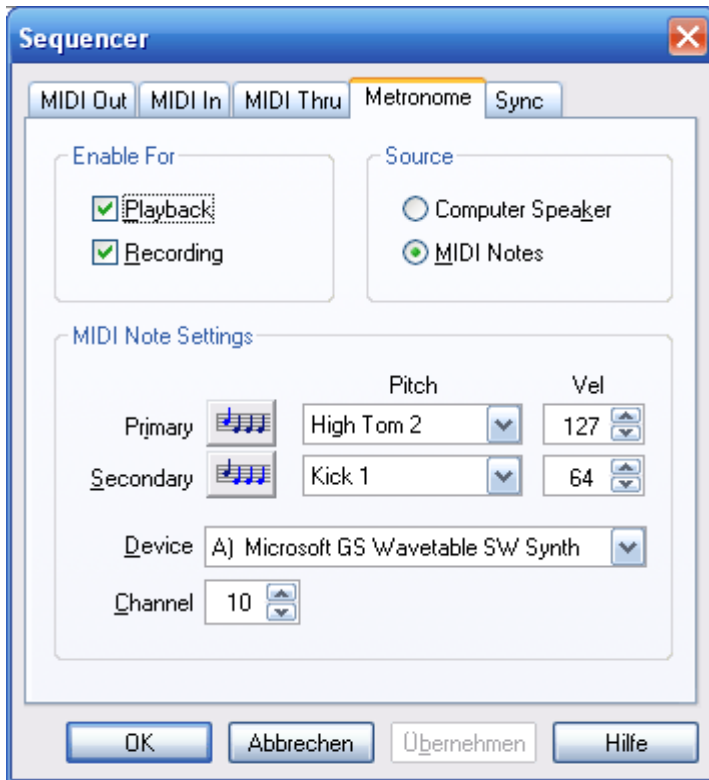 Sequencer
MIDI Out MIDI In MIDI Thru Metronome Sync
Enable For
Playback
Recording
Source
Computer Speaker
MIDI Notes
MIDI Note Settings
Pitch Vel
Primary High Tom 2 127
Secondary Kick 1 64
Device A) Microsoft GS Wavetable SW Synth
Channel 10
OK Abbrechen Übernehmen Hilfe